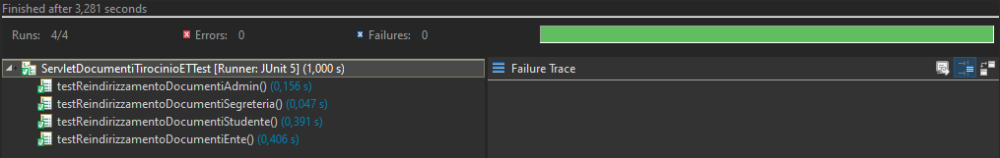 Finished after 3,281 seconds
Runs: 4/4 Errors: 0 Failures: 0
ServletDocumentiTirocinioETTest [Runner: JUnit 5] (1,000 s)
testReindirizzamentoDocumentiAdmin() (0,156 s)
testReindirizzamentoDocumentiSegreteria() (0,047 s)
testReindirizzamentoDocumentiStudente() (0,391 s)
testReindirizzamentoDocumentiEnte() (0,406 s)
Failure Trace